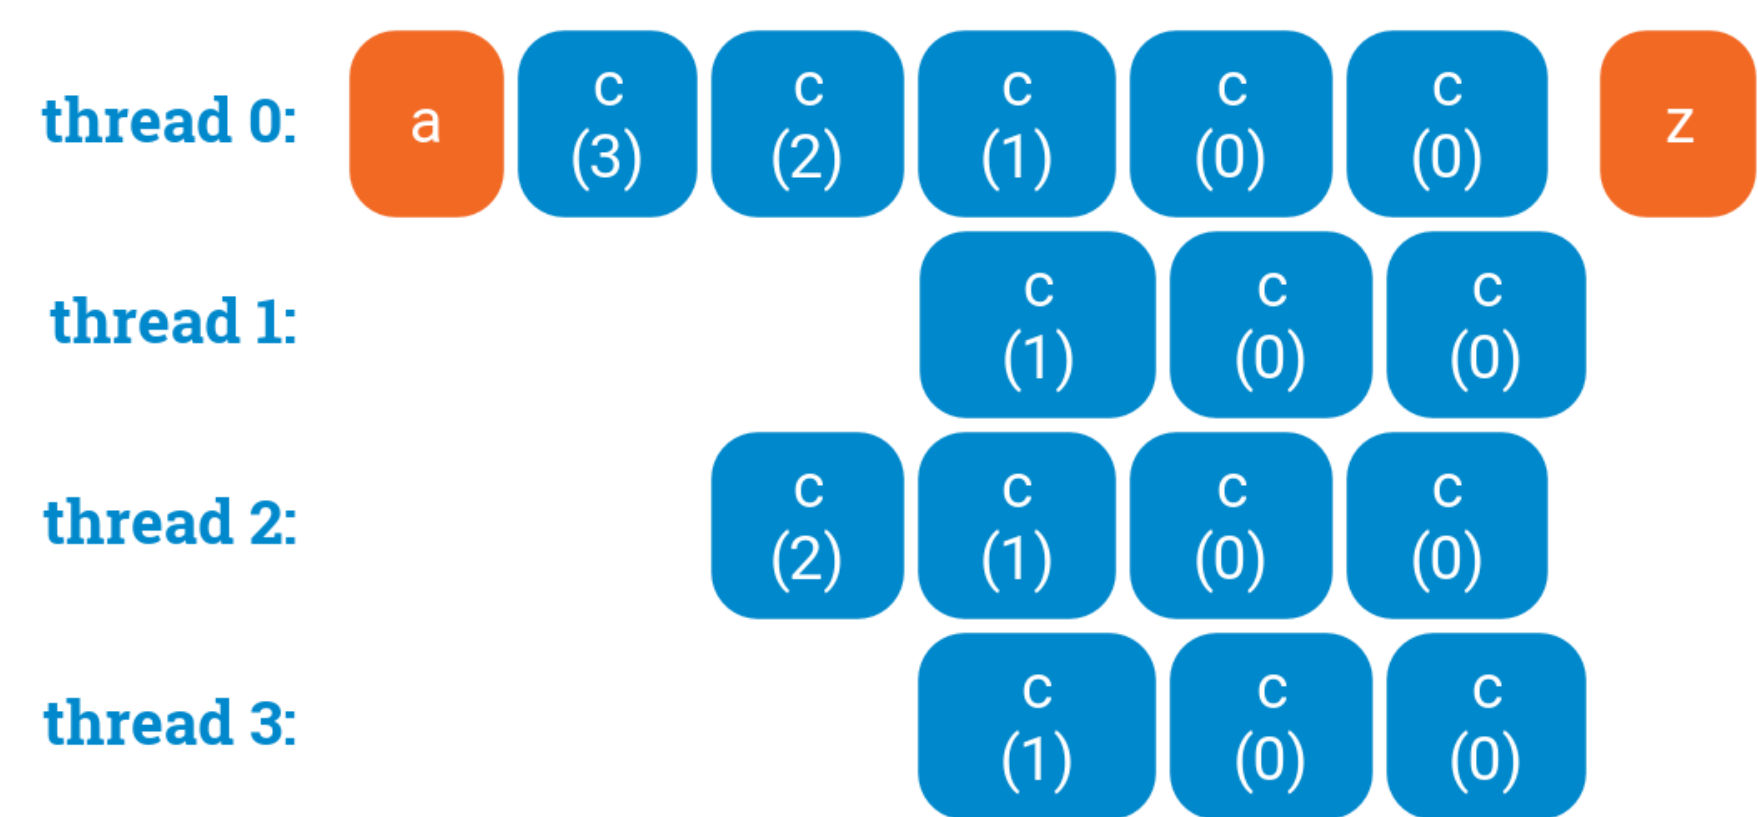 thread 0: a c (3) c (2) c (1) c (0) c (0) z
thread 1: c (1) c (0) c (0)
thread 2: c (2) c (1) c (0) c (0)
thread 3: c (1) c (0) c (0)